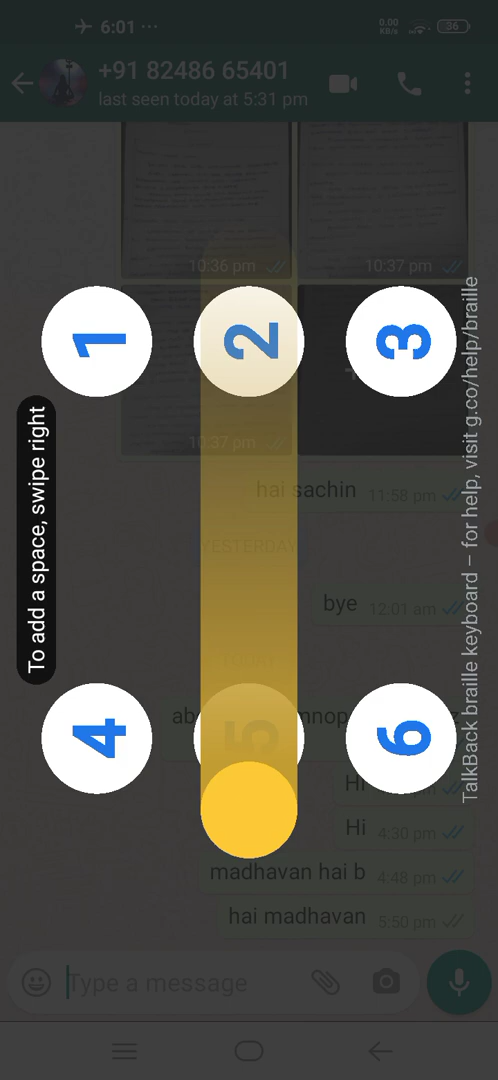 6:01 ...
0.00
KB/s
36
+91 82486 65401
last seen today at 5:31 pm
10:36 pm
10:37 pm
1
2
3
10:37 pm
hai sachin 11:58 pm
YESTERDAY
bye 12:01 am
To add a space, swipe right
TalkBack braille keyboard – for help, visit g.co/help/braille
TODAY
ab mnop z
4
5
6
Hi
Hi 4:30 pm
madhavan hai b 4:48 pm
hai madhavan 5:50 pm
Type a message